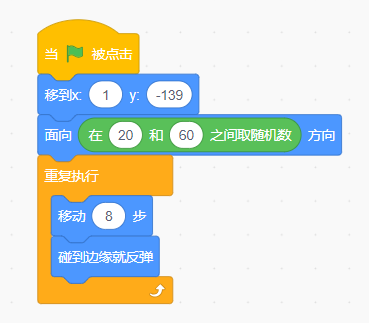 当 被点击
移到x: 1 y: -139
面向 在 20 和 60 之间取随机数 方向
重复执行
移动 8 步
碰到边缘就反弹